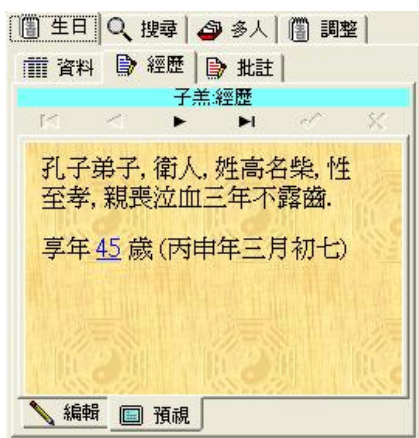 生日 搜尋 多人 調整
資料 經歷 批註
子羔:經歷
孔子弟子, 衛人, 姓高名柴, 性
至孝, 親喪泣血三年不露齒.
享年 45 歲 (丙申年三月初七)
編輯 預視